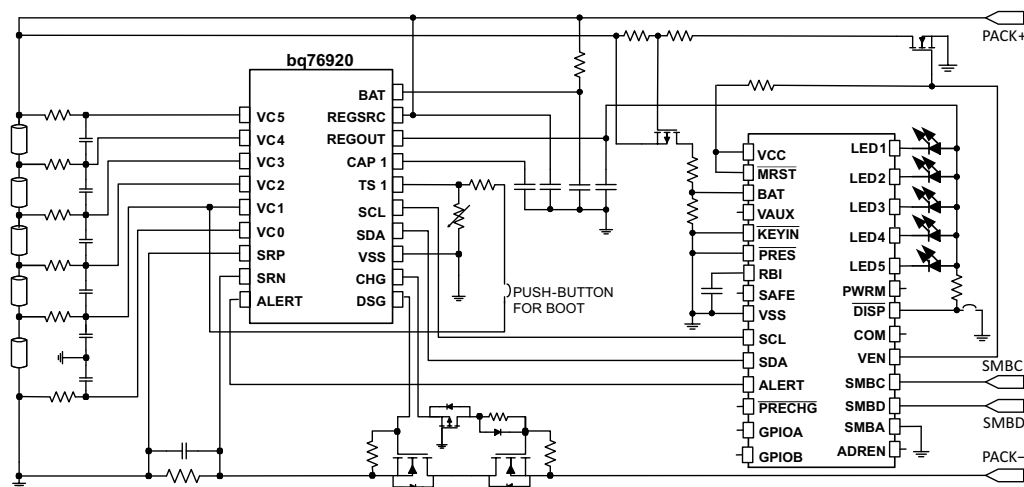 PACK+
bq76920
BAT
REGSRC
REGOUT
CAP 1
TS 1
SCL
SDA
VSS
CHG
DSG
VC5
VC4
VC3
VC2
VC1
VC0
SRP
SRN
ALERT
PUSH-BUTTON
FOR BOOT
VCC
MRST
BAT
VAUX
KEYIN
PRES
RBI
SAFE
VSS
SCL
SDA
ALERT
PRECHG
GPIOA
GPIOB
LED1
LED2
LED3
LED4
LED5
PWRM
DISP
COM
VEN
SMBC
SMBD
SMBA
ADREN
SMBC
SMBD
PACK–